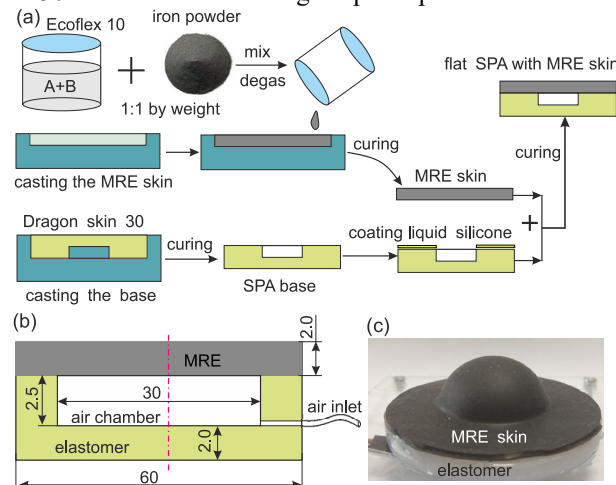 (a)
Ecoflex 10
iron powder
A+B
mix
degas
1:1 by weight
flat SPA with MRE skin
curing
curing
casting the MRE skin
MRE skin
Dragon skin 30
curing
coating liquid silicone
casting the base
SPA base
(b)
2.0
MRE
2.5
30
air chamber
air inlet
elastomer
2.0
60
(c)
MRE skin
elastomer